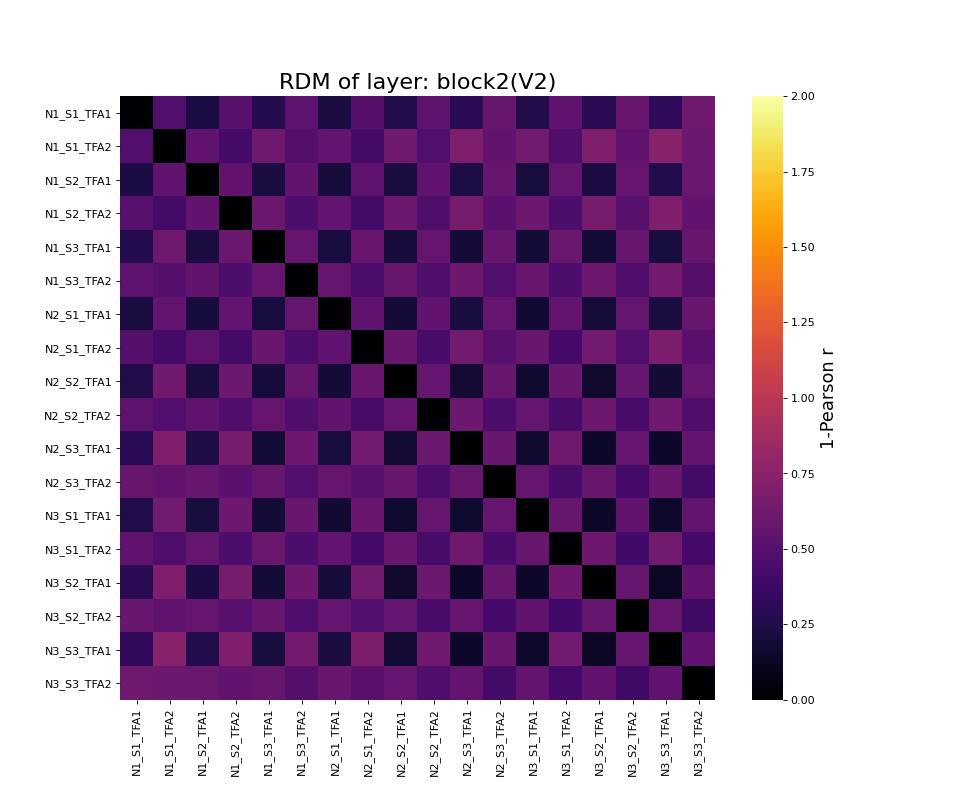 RDM of layer: block2(V2)
N1_S1_TFA1
N1_S1_TFA2
N1_S2_TFA1
N1_S2_TFA2
N1_S3_TFA1
N1_S3_TFA2
N2_S1_TFA1
N2_S1_TFA2
N2_S2_TFA1
N2_S2_TFA2
N2_S3_TFA1
N2_S3_TFA2
N3_S1_TFA1
N3_S1_TFA2
N3_S2_TFA1
N3_S2_TFA2
N3_S3_TFA1
N3_S3_TFA2
N1_S1_TFA1
N1_S1_TFA2
N1_S2_TFA1
N1_S2_TFA2
N1_S3_TFA1
N1_S3_TFA2
N2_S1_TFA1
N2_S1_TFA2
N2_S2_TFA1
N2_S2_TFA2
N2_S3_TFA1
N2_S3_TFA2
N3_S1_TFA1
N3_S1_TFA2
N3_S2_TFA1
N3_S2_TFA2
N3_S3_TFA1
N3_S3_TFA2
2.00
1.75
1.50
1.25
1.00
0.75
0.50
0.25
0.00
1-Pearson r